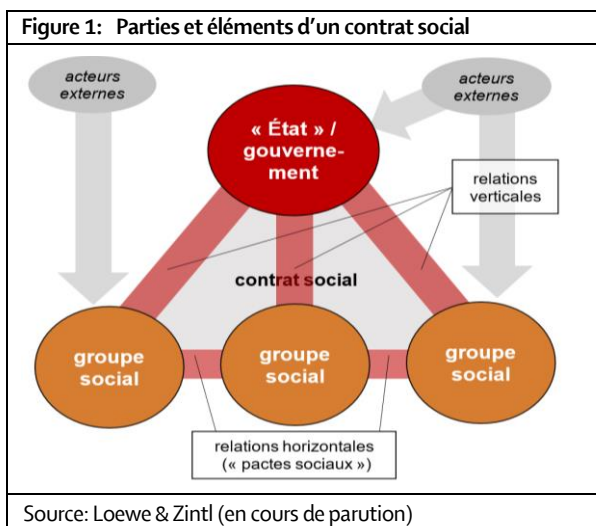 Figure 1: Parties et éléments d’un contrat social
acteurs
externes
acteurs
externes
« État » /
gouverne-
ment
relations
verticales
contrat social
groupe
social
groupe
social
groupe
social
relations horizontales
(« pactes sociaux »)
Source: Loewe & Zintl (en cours de parution)